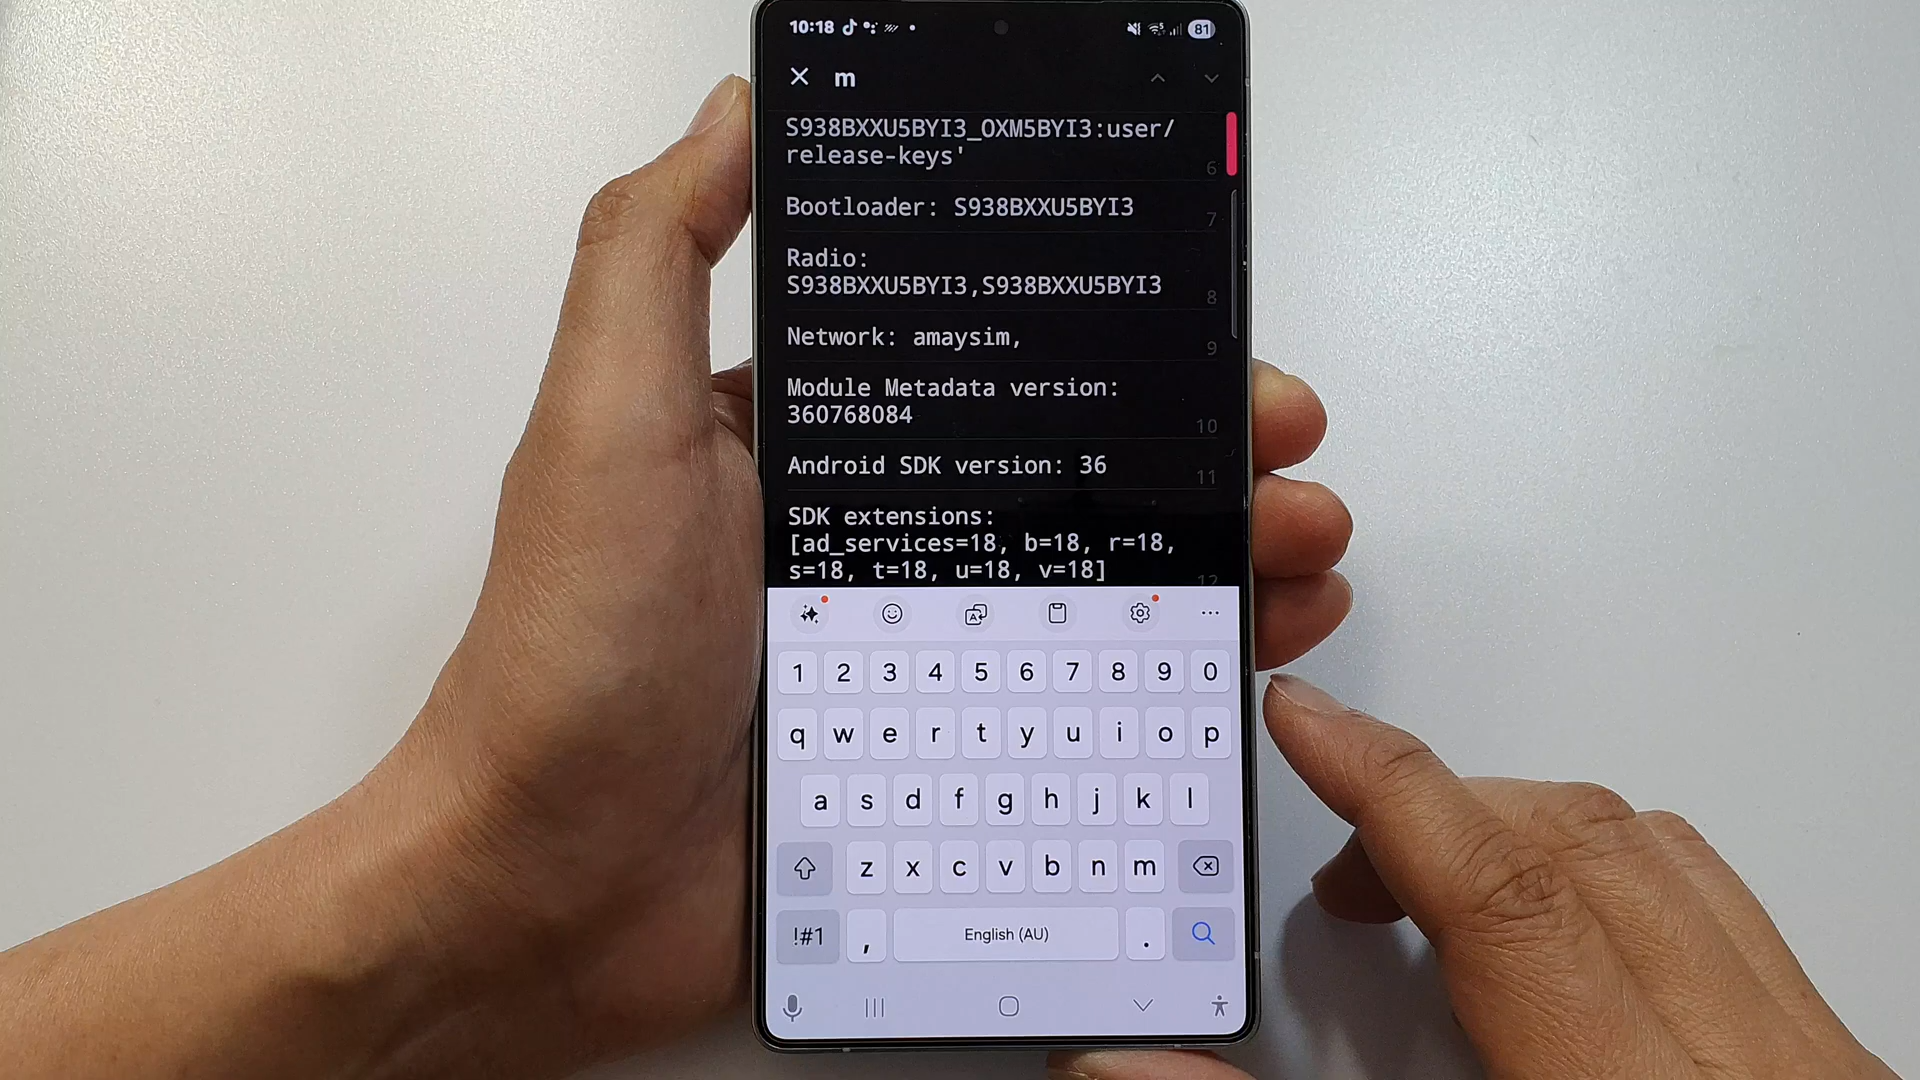 10:18
81
m
S938BXXU5BYI3_OXM5BYI3:user/
release-keys'
6
Bootloader: S938BXXU5BYI3
7
Radio:
S938BXXU5BYI3,S938BXXU5BYI3
8
Network: amaysim,
9
Module Metadata version:
360768084
10
Android SDK version: 36
11
SDK extensions:
[ad_services=18, b=18, r=18,
s=18, t=18, u=18, v=18]
12
1 2 3 4 5 6 7 8 9 0
q w e r t y u i o p
a s d f g h j k l
z x c v b n m
!#1 , English (AU) .